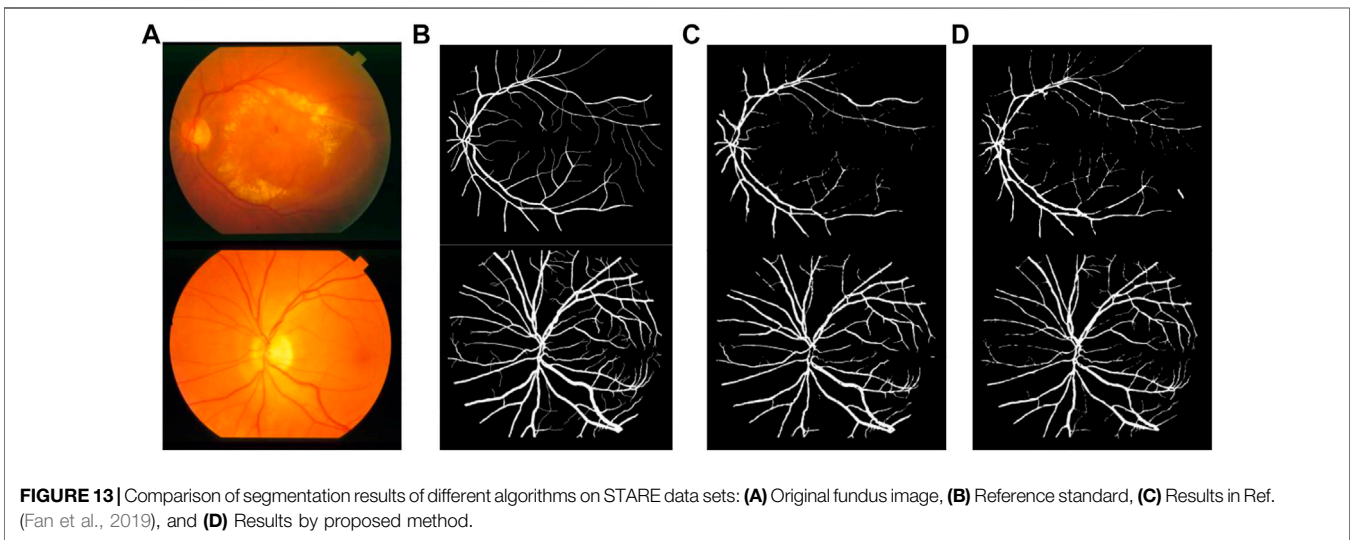 A B C D
FIGURE 13 | Comparison of segmentation results of different algorithms on STARE data sets: (A) Original fundus image, (B) Reference standard, (C) Results in Ref.
(Fan et al., 2019), and (D) Results by proposed method.